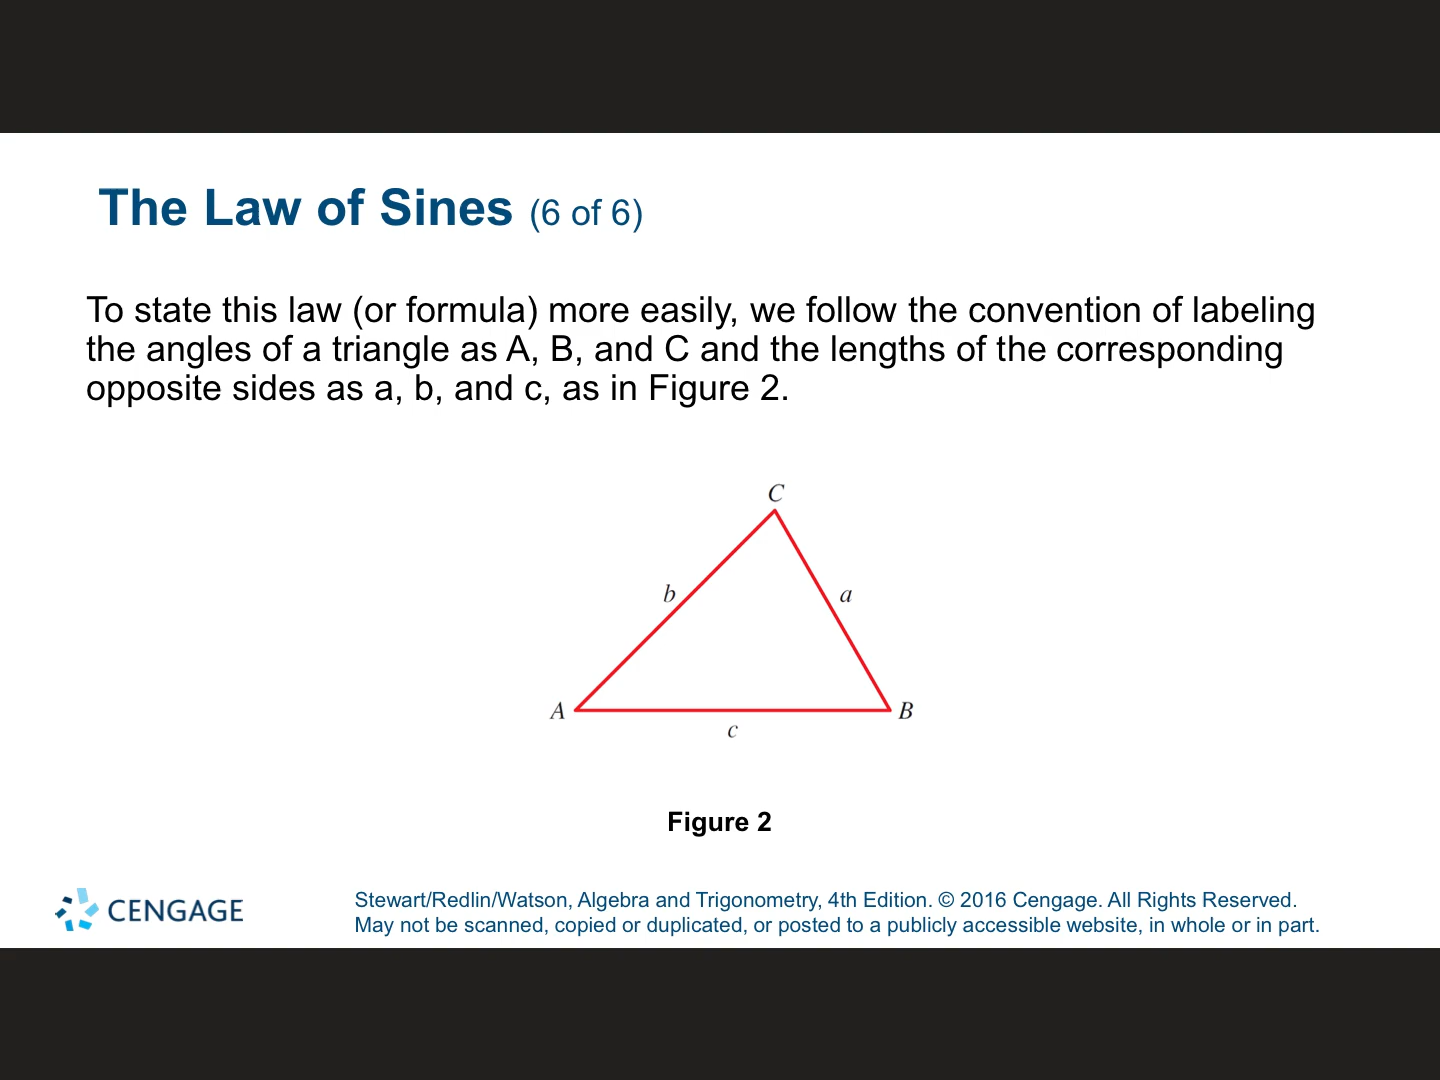 The Law of Sines (6 of 6)
To state this law (or formula) more easily, we follow the convention of labeling
the angles of a triangle as A, B, and C and the lengths of the corresponding
opposite sides as a, b, and c, as in Figure 2.
C
b
a
A
B
c
Figure 2
CENGAGE
Stewart/Redlin/Watson, Algebra and Trigonometry, 4th Edition. © 2016 Cengage. All Rights Reserved.
May not be scanned, copied or duplicated, or posted to a publicly accessible website, in whole or in part.